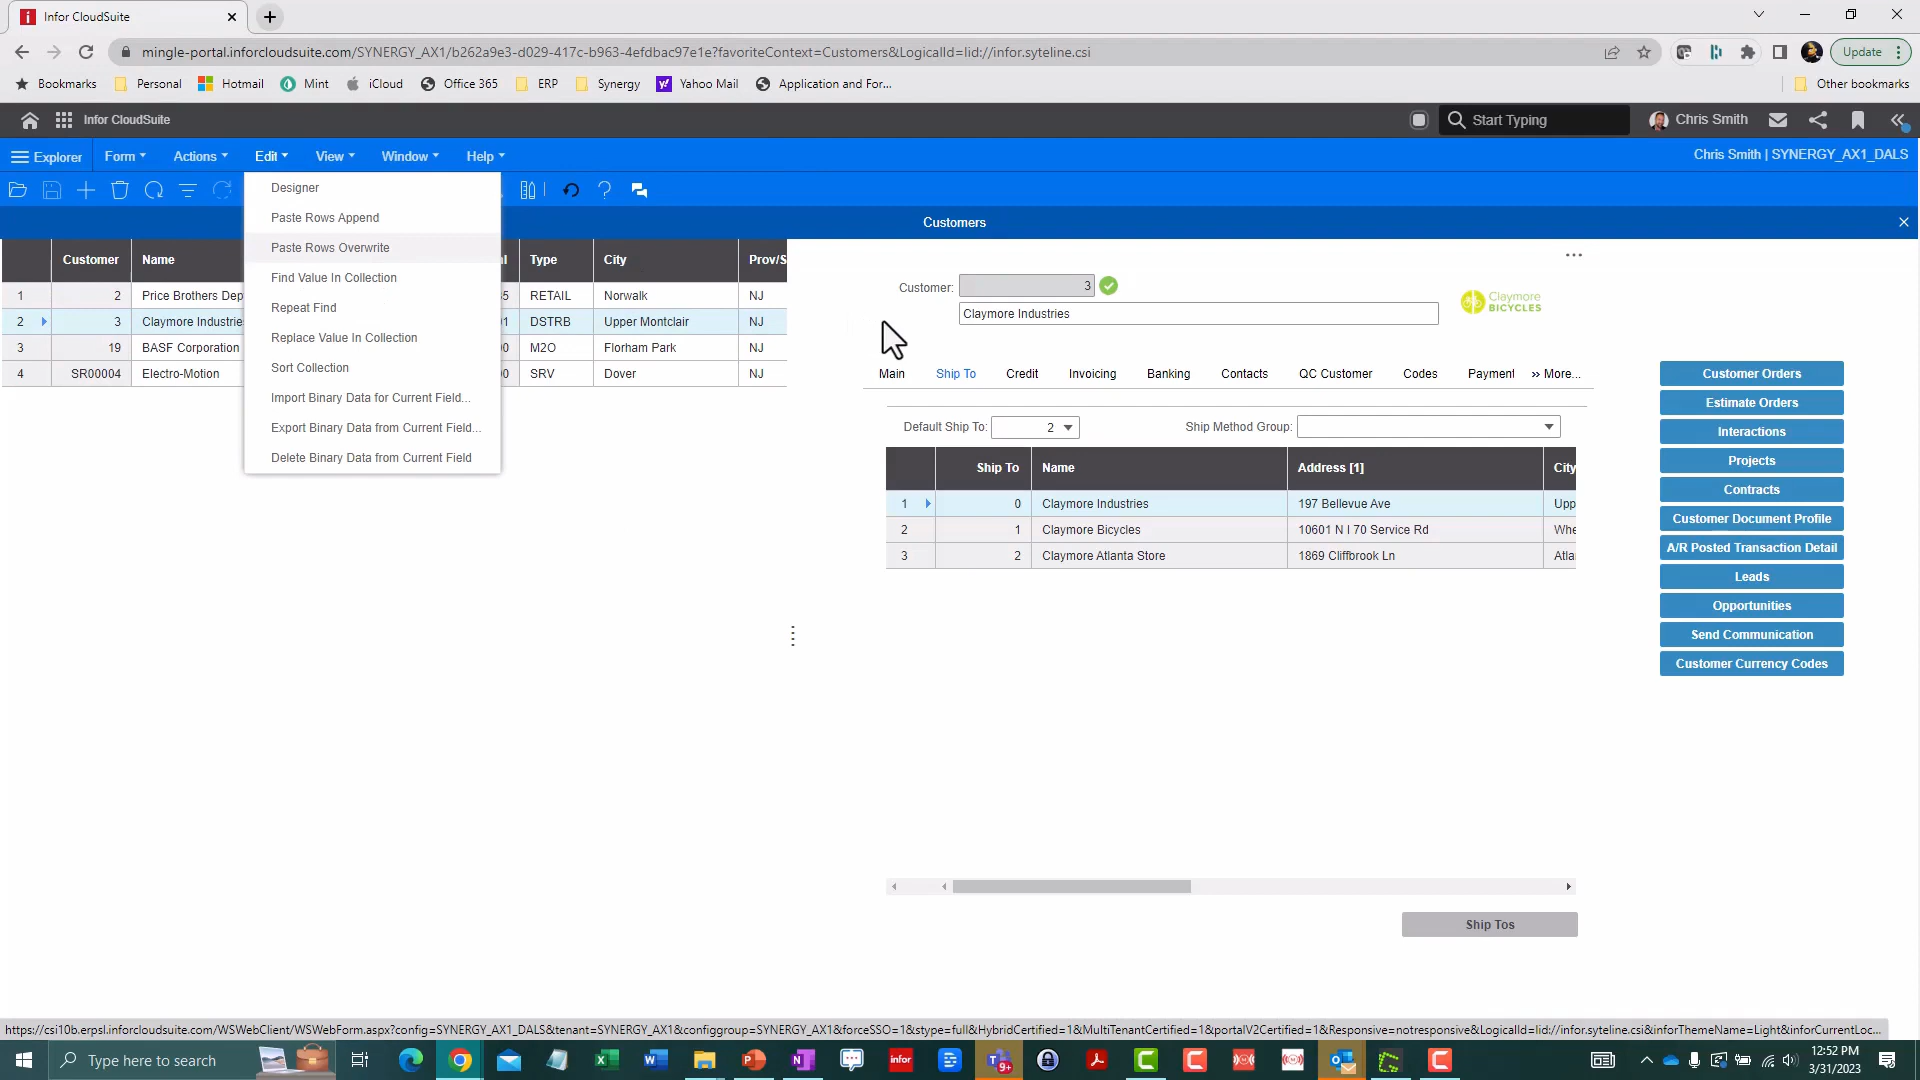 Infor CloudSuite
mingle-portal.inforcloudsuite.com/SYNERGY_AX1/b262a9e3-d029-417c-b963-4efdbac97e1e?favoriteContext=Customers&LogicalId=lid://infor.syteline.csi
Update
Bookmarks Personal Hotmail Mint iCloud Office 365 ERP Synergy Yahoo Mail Application and For... Other bookmarks
Infor CloudSuite Start Typing Chris Smith
Explorer Form Actions Edit View Window Help Chris Smith | SYNERGY_AX1_DALS
Designer
Paste Rows Append
Paste Rows Overwrite
Find Value In Collection
Repeat Find
Replace Value In Collection
Sort Collection
Import Binary Data for Current Field...
Export Binary Data from Current Field...
Delete Binary Data from Current Field
Customers
Customer Name Type City Prov/S
1 2 Price Brothers Dep 5 RETAIL Norwalk NJ
2 3 Claymore Industries 1 DSTRB Upper Montclair NJ
3 19 BASF Corporation 0 M2O Florham Park NJ
4 SR00004 Electro-Motion 0 SRV Dover NJ
Customer: 3
Claymore Industries
Claymore
BICYCLES
Main Ship To Credit Invoicing Banking Contacts QC Customer Codes Payment » More...
Default Ship To: 2 Ship Method Group:
Ship To Name Address [1] City
1 0 Claymore Industries 197 Bellevue Ave Upp
2 1 Claymore Bicycles 10601 N I 70 Service Rd Whe
3 2 Claymore Atlanta Store 1869 Cliffbrook Ln Atla
Ship Tos
Customer Orders
Estimate Orders
Interactions
Projects
Contracts
Customer Document Profile
A/R Posted Transaction Detail
Leads
Opportunities
Send Communication
Customer Currency Codes
https://csi10b.erpsl.inforcloudsuite.com/WSWebClient/WSWebForm.aspx?config=SYNERGY_AX1_DALS&tenant=SYNERGY_AX1&configgroup=SYNERGY_AX1&forceSSO=1&stype=full&HybridCertified=1&MultiTenantCertified=1&portalV2Certified=1&Responsive=notresponsive&LogicalId=lid://infor.syteline.csi&inforThemeName=Light&inforCurrentLoc...
Type here to search
infor
9+
12:52 PM
3/31/2023